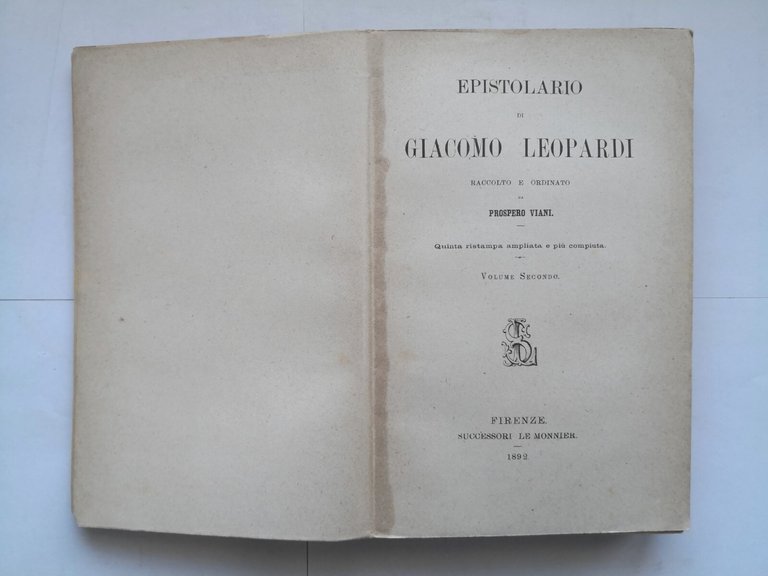 EPISTOLARIO
DI
GIACOMO LEOPARDI
RACCOLTO E ORDINATO
DA
PROSPERO VIANI.
Quinta ristampa ampliata e più compiuta.
VOLUME SECONDO.
FIRENZE.
SUCCESSORI LE MONNIER.
1892.